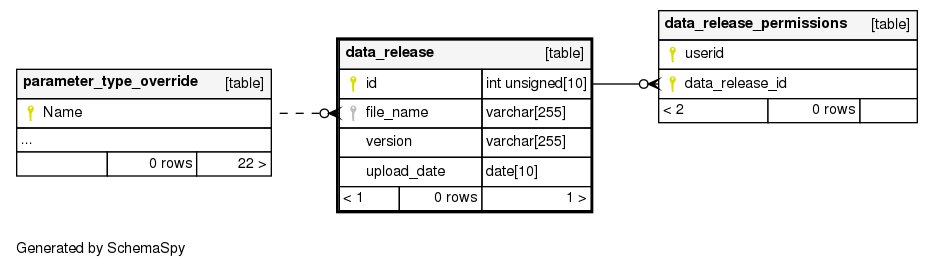 parameter_type_override [table]
Name
...
0 rows 22 >
data_release [table]
id int unsigned[10]
file_name varchar[255]
version varchar[255]
upload_date date[10]
< 1 0 rows 1 >
data_release_permissions [table]
userid
data_release_id
< 2 0 rows
Generated by SchemaSpy